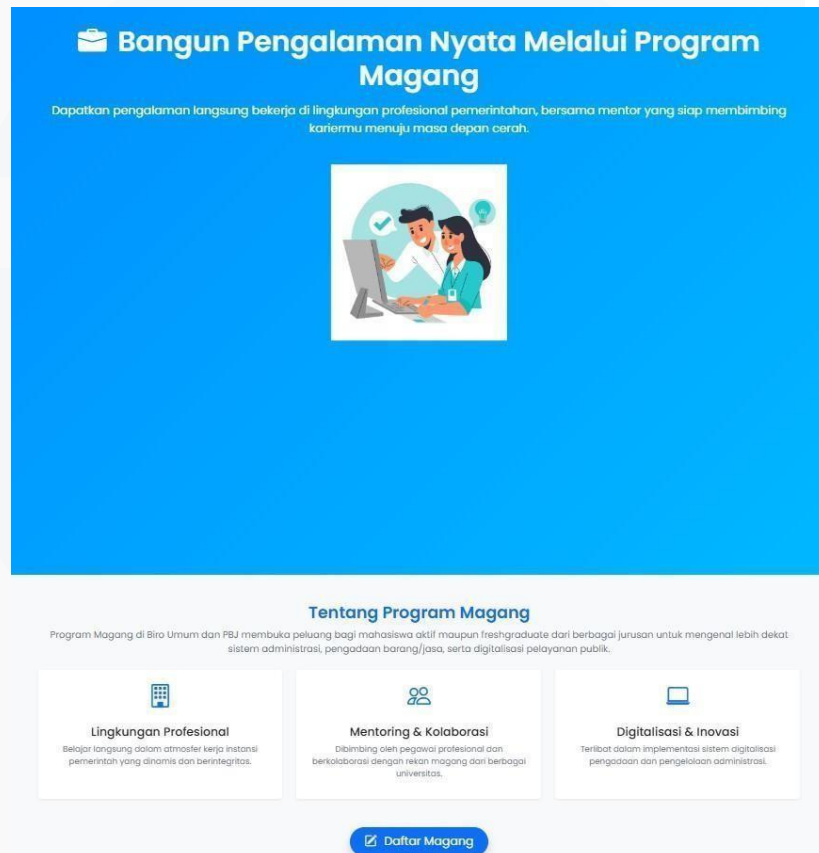 Bangun Pengalaman Nyata Melalui Program
Magang
Dapatkan pengalaman langsung bekerja di lingkungan profesional pemerintahan, bersama mentor yang siap membimbing
kariermu menuju masa depan cerah.
Tentang Program Magang
Program Magang di Biro Umum dan PBJ membuka peluang bagi mahasiswa aktif maupun freshgraduate dari berbagai jurusan untuk mengenal lebih dekat
sistem administrasi, pengadaan barang/jasa, serta digitalisasi pelayanan publik.
Lingkungan Profesional
Belajar langsung dalam atmosfer kerja instansi
pemerintah yang dinamis dan berintegritas.
Mentoring & Kolaborasi
Dibimbing oleh pegawai profesional dan
berkolaborasi dengan rekan magang dari berbagai
universitas.
Digitalisasi & Inovasi
Terlibat dalam implementasi sistem digitalisasi
pengadaan dan pengelolaan administrasi.
Daftar Magang